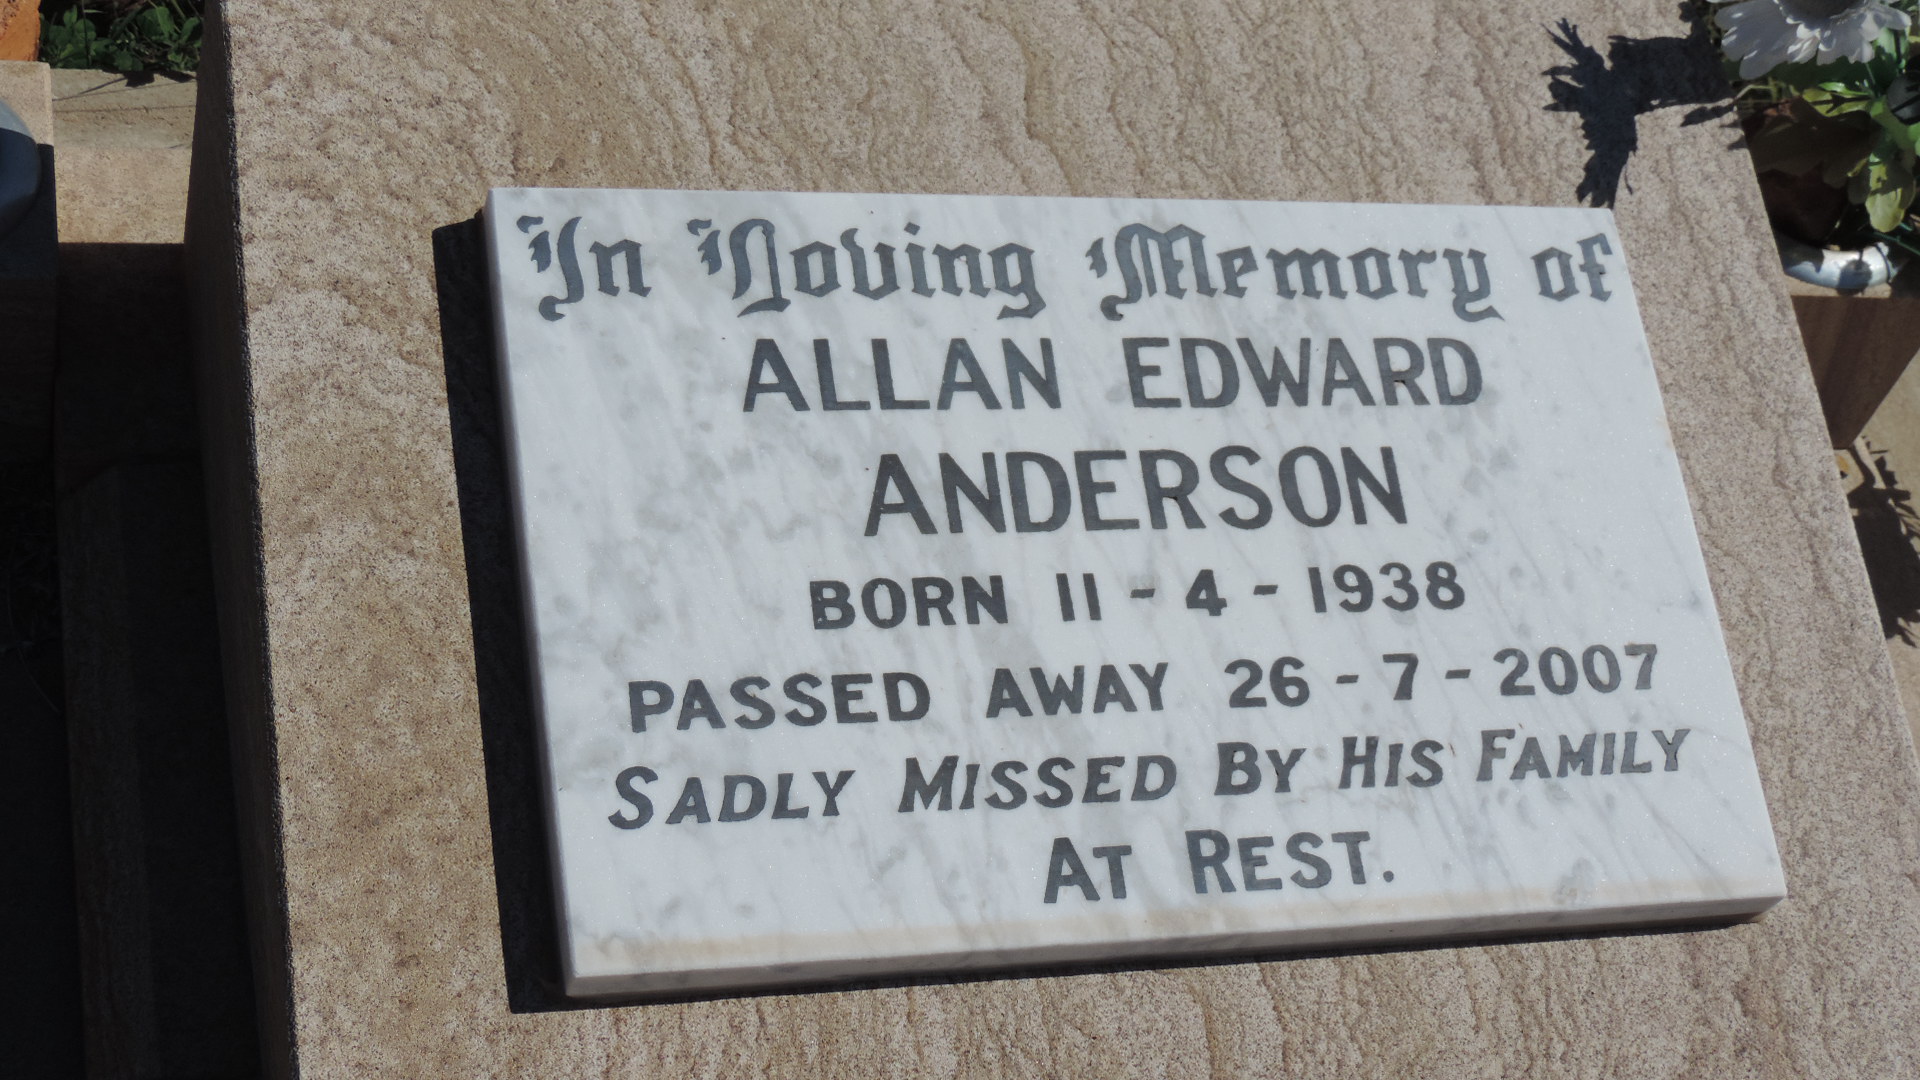 In Loving Memory of
ALLAN EDWARD
ANDERSON
BORN 11 - 4 - 1938
PASSED AWAY 26 - 7 - 2007
SADLY MISSED BY HIS FAMILY
AT REST.